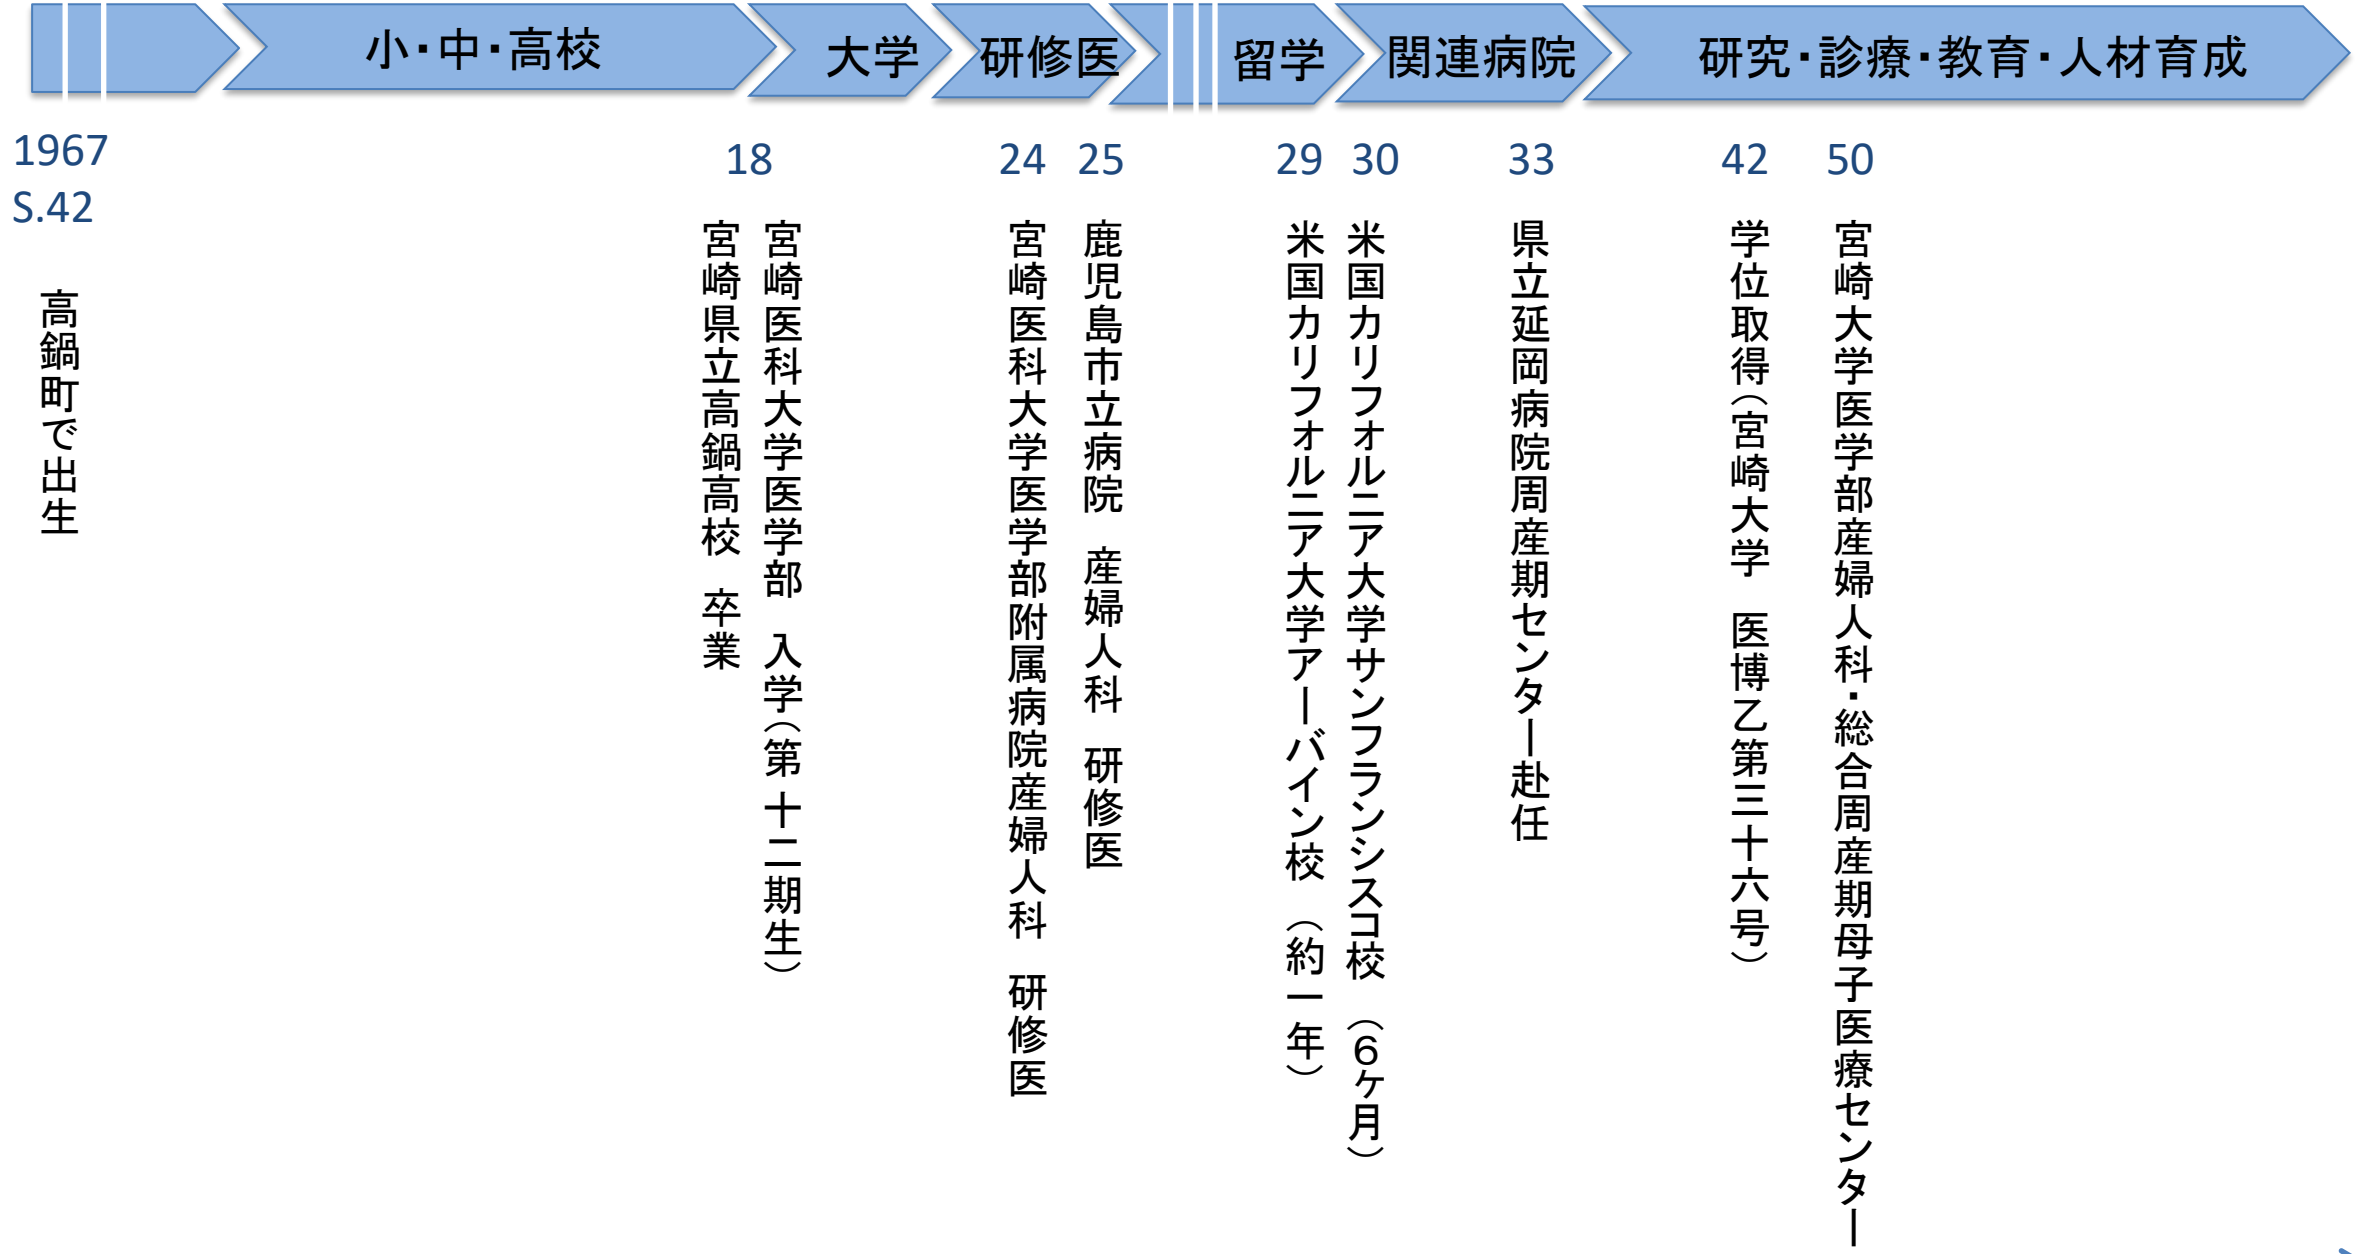 小・中・高校
大学
研修医
留学
関連病院
研究・診療・教育・人材育成
1967
S.42
18
24
25
29
30
33
42
50
高鍋町で出生
宮崎県立高鍋高校 卒業
宮崎医科大学医学部 入学(第十二期生)
宮崎医科大学医学部附属病院産婦人科 研修医
鹿児島市立病院 産婦人科 研修医
米国カリフォルニア大学アーバイン校 (約一年)
米国カリフォルニア大学サンフランシスコ校 (6ヶ月)
県立延岡病院周産期センター赴任
学位取得(宮崎大学 医博乙第三十六号)
宮崎大学医学部産婦人科・総合周産期母子医療センター